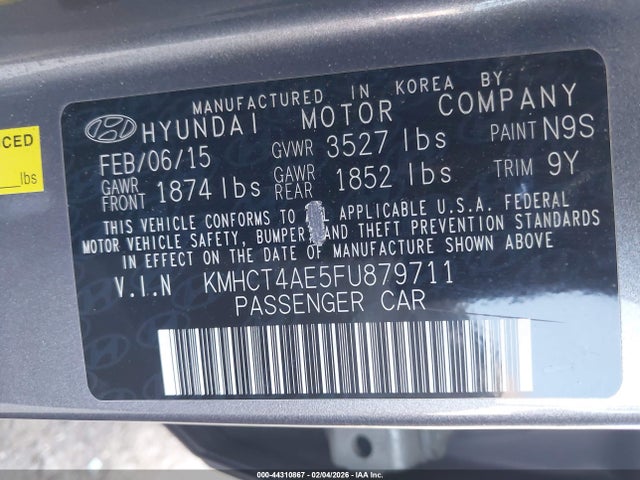 MANUFACTURED IN KOREA BY
HYUNDAI MOTOR COMPANY
FEB/06/15 GVWR 3527 lbs PAINT N9S
GAWR FRONT 1874 lbs GAWR REAR 1852 lbs TRIM 9Y
THIS VEHICLE CONFORMS TO APPLICABLE U.S.A. FEDERAL
MOTOR VEHICLE SAFETY, BUMPER AND THEFT PREVENTION STANDARDS
IN EFFECT ON THE DATE OF MANUFACTURE SHOWN ABOVE
V.I.N KMHCT4AE5FU879711
PASSENGER CAR
lbs
000-44310867 - 02/04/2026 - IAAI.COM